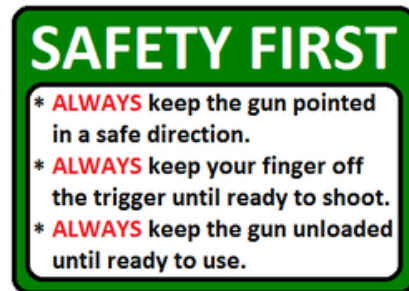 SAFETY FIRST
* ALWAYS keep the gun pointed
in a safe direction.
* ALWAYS keep your finger off
the trigger until ready to shoot.
* ALWAYS keep the gun unloaded
until ready to use.